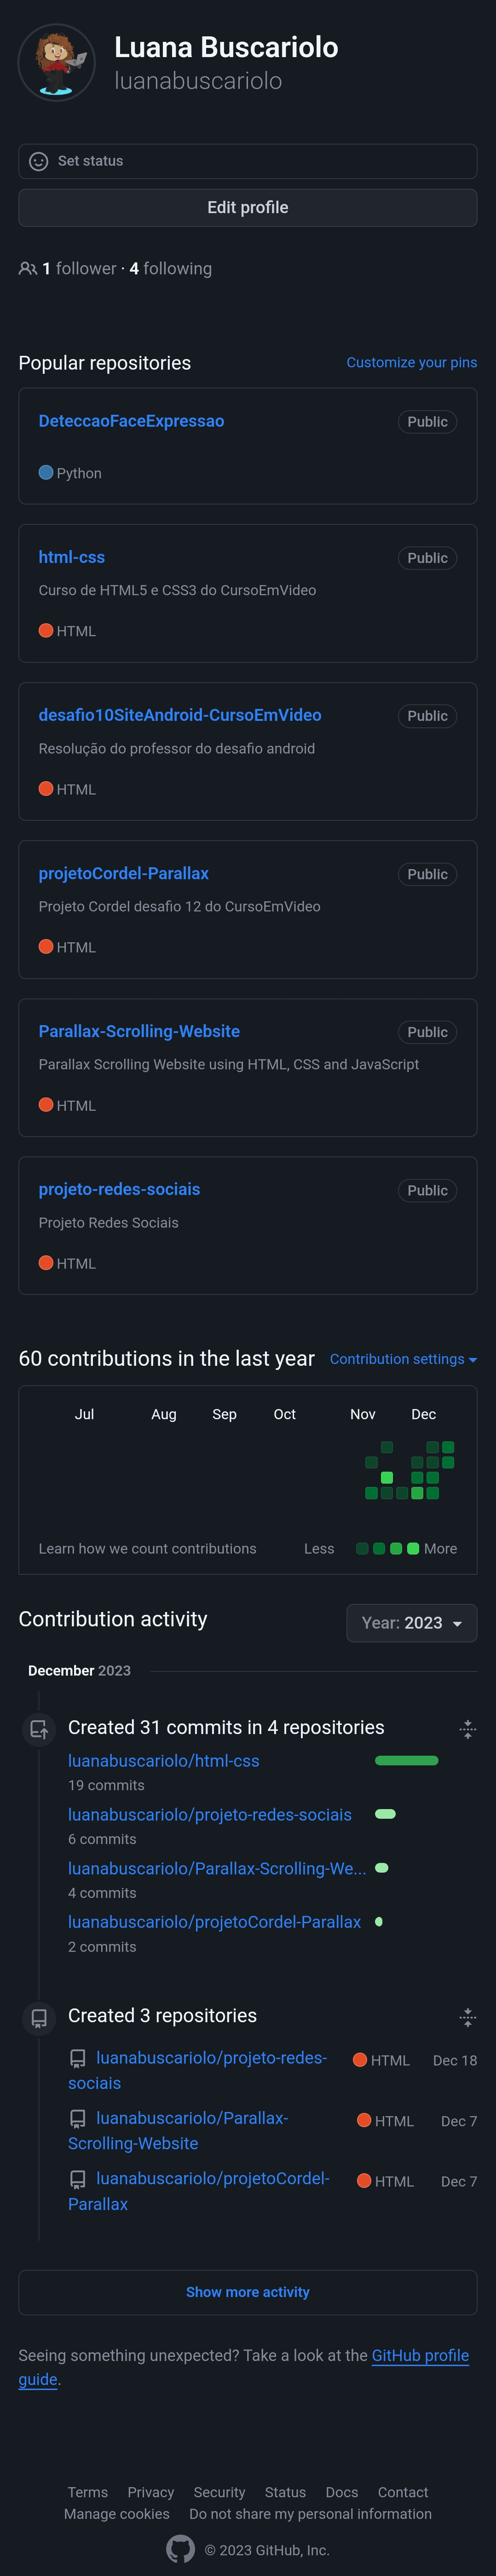 Luana Buscariolo
luanabuscariolo
Set status
Edit profile
1 follower · 4 following
Popular repositories Customize your pins
DeteccaoFaceExpressao Public
Python
html-css Public
Curso de HTML5 e CSS3 do CursoEmVideo
HTML
desafio10SiteAndroid-CursoEmVideo Public
Resolução do professor do desafio android
HTML
projetoCordel-Parallax Public
Projeto Cordel desafio 12 do CursoEmVideo
HTML
Parallax-Scrolling-Website Public
Parallax Scrolling Website using HTML, CSS and JavaScript
HTML
projeto-redes-sociais Public
Projeto Redes Sociais
HTML
60 contributions in the last year Contribution settings
Jul Aug Sep Oct Nov Dec
Learn how we count contributions Less More
Contribution activity Year: 2023
December 2023
Created 31 commits in 4 repositories
luanabuscariolo/html-css
19 commits
luanabuscariolo/projeto-redes-sociais
6 commits
luanabuscariolo/Parallax-Scrolling-We...
4 commits
luanabuscariolo/projetoCordel-Parallax
2 commits
Created 3 repositories
luanabuscariolo/projeto-redes- HTML Dec 18
sociais
luanabuscariolo/Parallax- HTML Dec 7
Scrolling-Website
luanabuscariolo/projetoCordel- HTML Dec 7
Parallax
Show more activity
Seeing something unexpected? Take a look at the GitHub profile
guide.
Terms Privacy Security Status Docs Contact
Manage cookies Do not share my personal information
© 2023 GitHub, Inc.